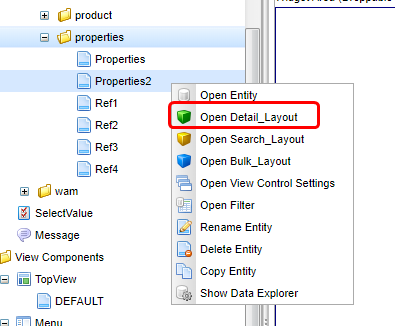 product
properties
Properties
Properties2
Ref1
Ref2
Ref3
Ref4
wam
SelectValue
Message
View Components
TopView
DEFAULT
Menu
Open Entity
Open Detail_Layout
Open Search_Layout
Open Bulk_Layout
Open View Control Settings
Open Filter
Rename Entity
Delete Entity
Copy Entity
Show Data Explorer